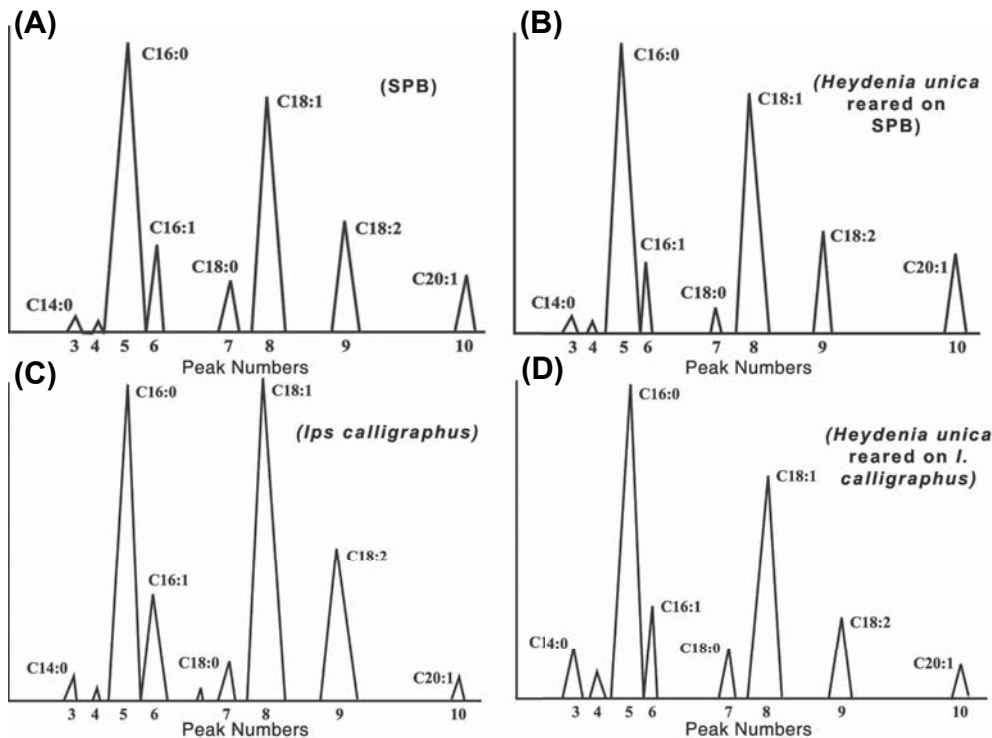 (A)
C16:0
(SPB)
C18:1
C16:1
C18:2
C18:0
C20:1
C14:0
3 4 5 6 7 8 9 10
Peak Numbers
(B)
C16:0
(Heydenia unica
reared on
SPB)
C18:1
C16:1
C18:2
C20:1
C14:0
C18:0
3 4 5 6 7 8 9 10
Peak Numbers
(C)
C16:0
C18:1
(Ips calligraphus)
C18:2
C16:1
C14:0
C18:0
C20:1
3 4 5 6 7 8 9 10
Peak Numbers
(D)
C16:0
(Heydenia unica
reared on I.
calligraphus)
C18:1
C16:1
C18:2
C14:0
C18:0
C20:1
3 4 5 6 7 8 9 10
Peak Numbers